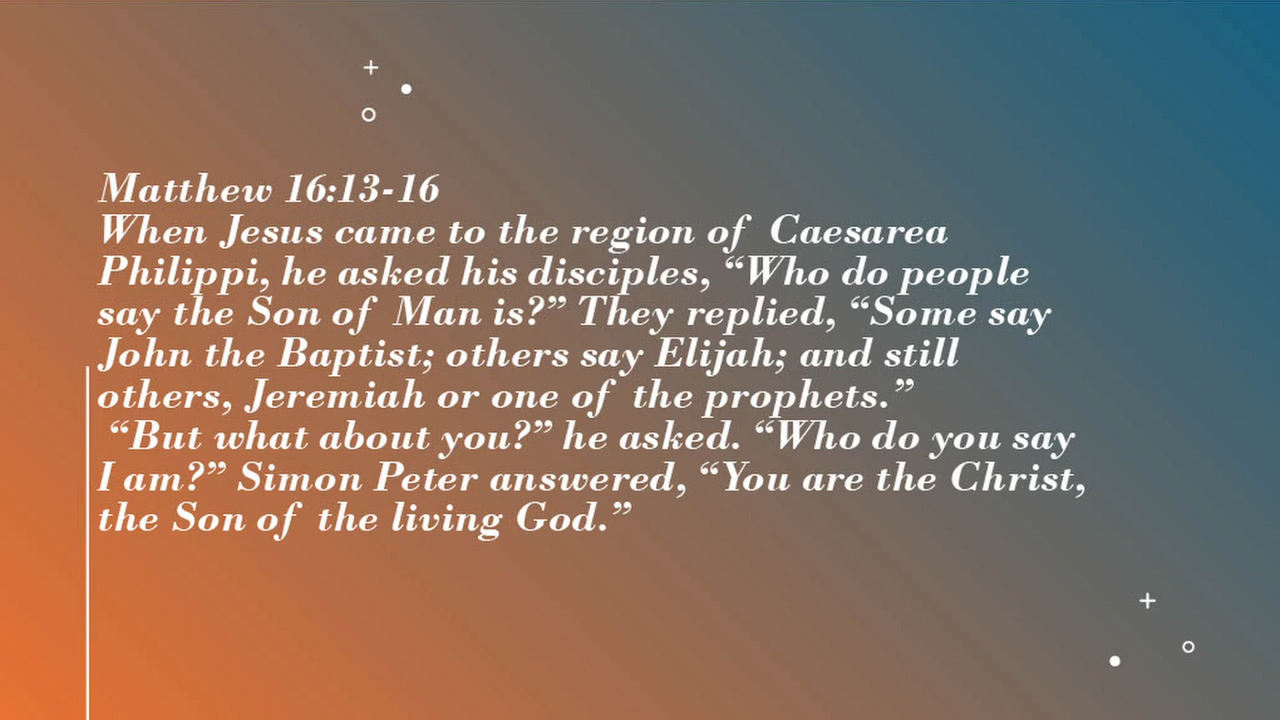 Matthew 16:13-16
When Jesus came to the region of Caesarea
Philippi, he asked his disciples, “Who do people
say the Son of Man is?” They replied, “Some say
John the Baptist; others say Elijah; and still
others, Jeremiah or one of the prophets.”
“But what about you?” he asked. “Who do you say
I am?” Simon Peter answered, “You are the Christ,
the Son of the living God.”